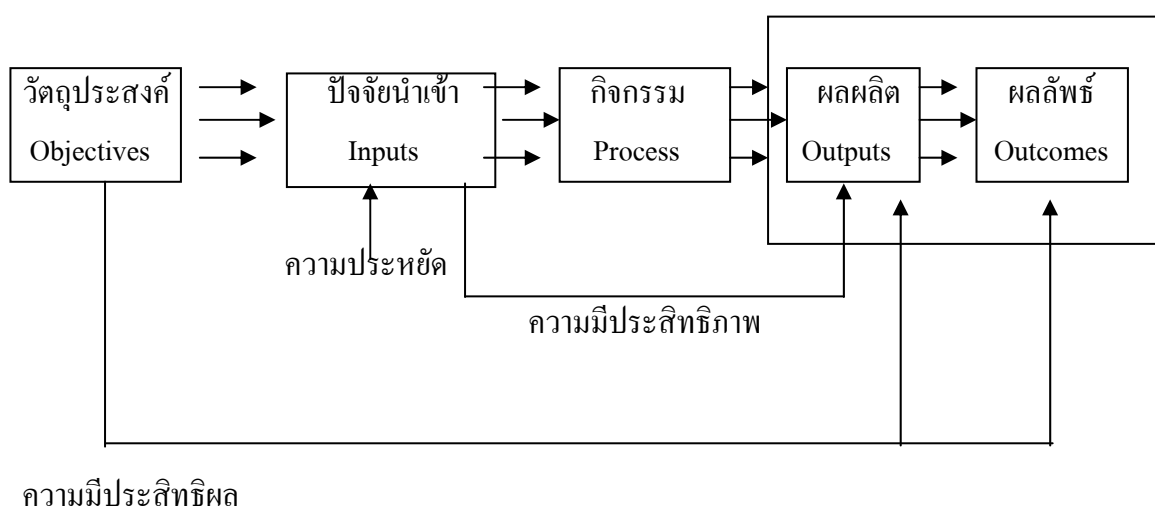 วัตถุประสงค์
Objectives
ปัจจัยนำเข้า
Inputs
กิจกรรม
Process
ผลผลิต
Outputs
ผลลัพธ์
Outcomes
ความประหยัด
ความมีประสิทธิภาพ
ความมีประสิทธิผล